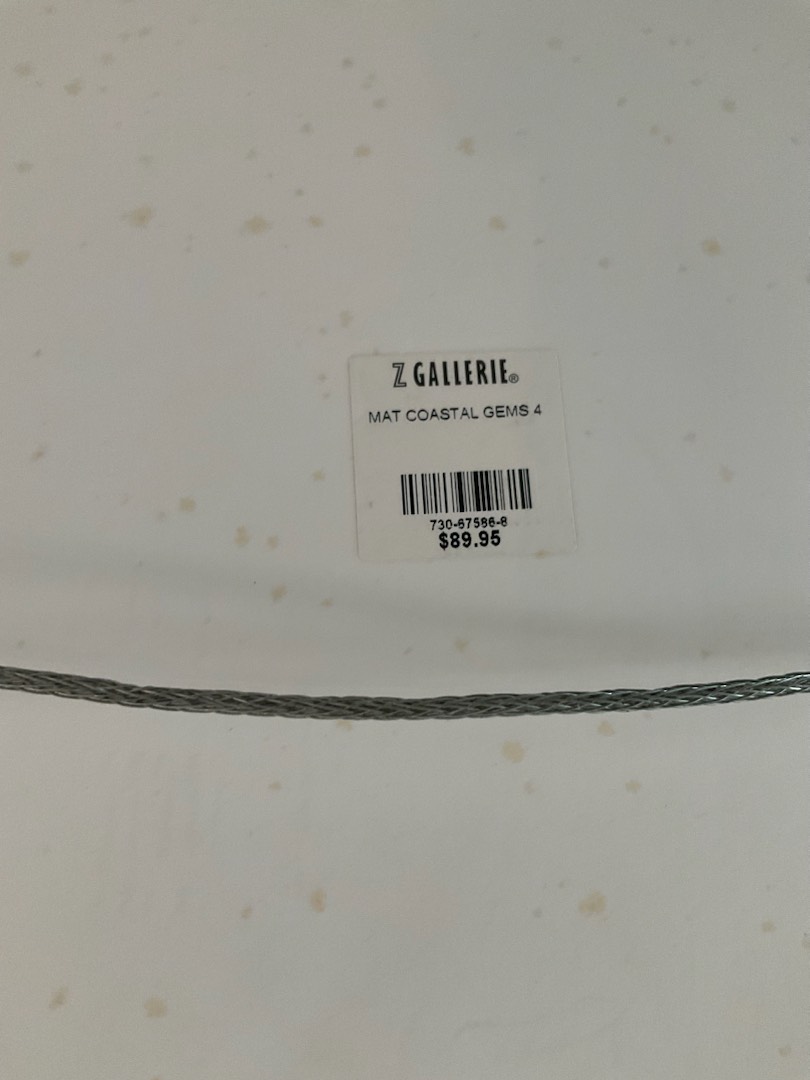 Z GALLERIE®
MAT COASTAL GEMS 4
730-67586-8
$89.95